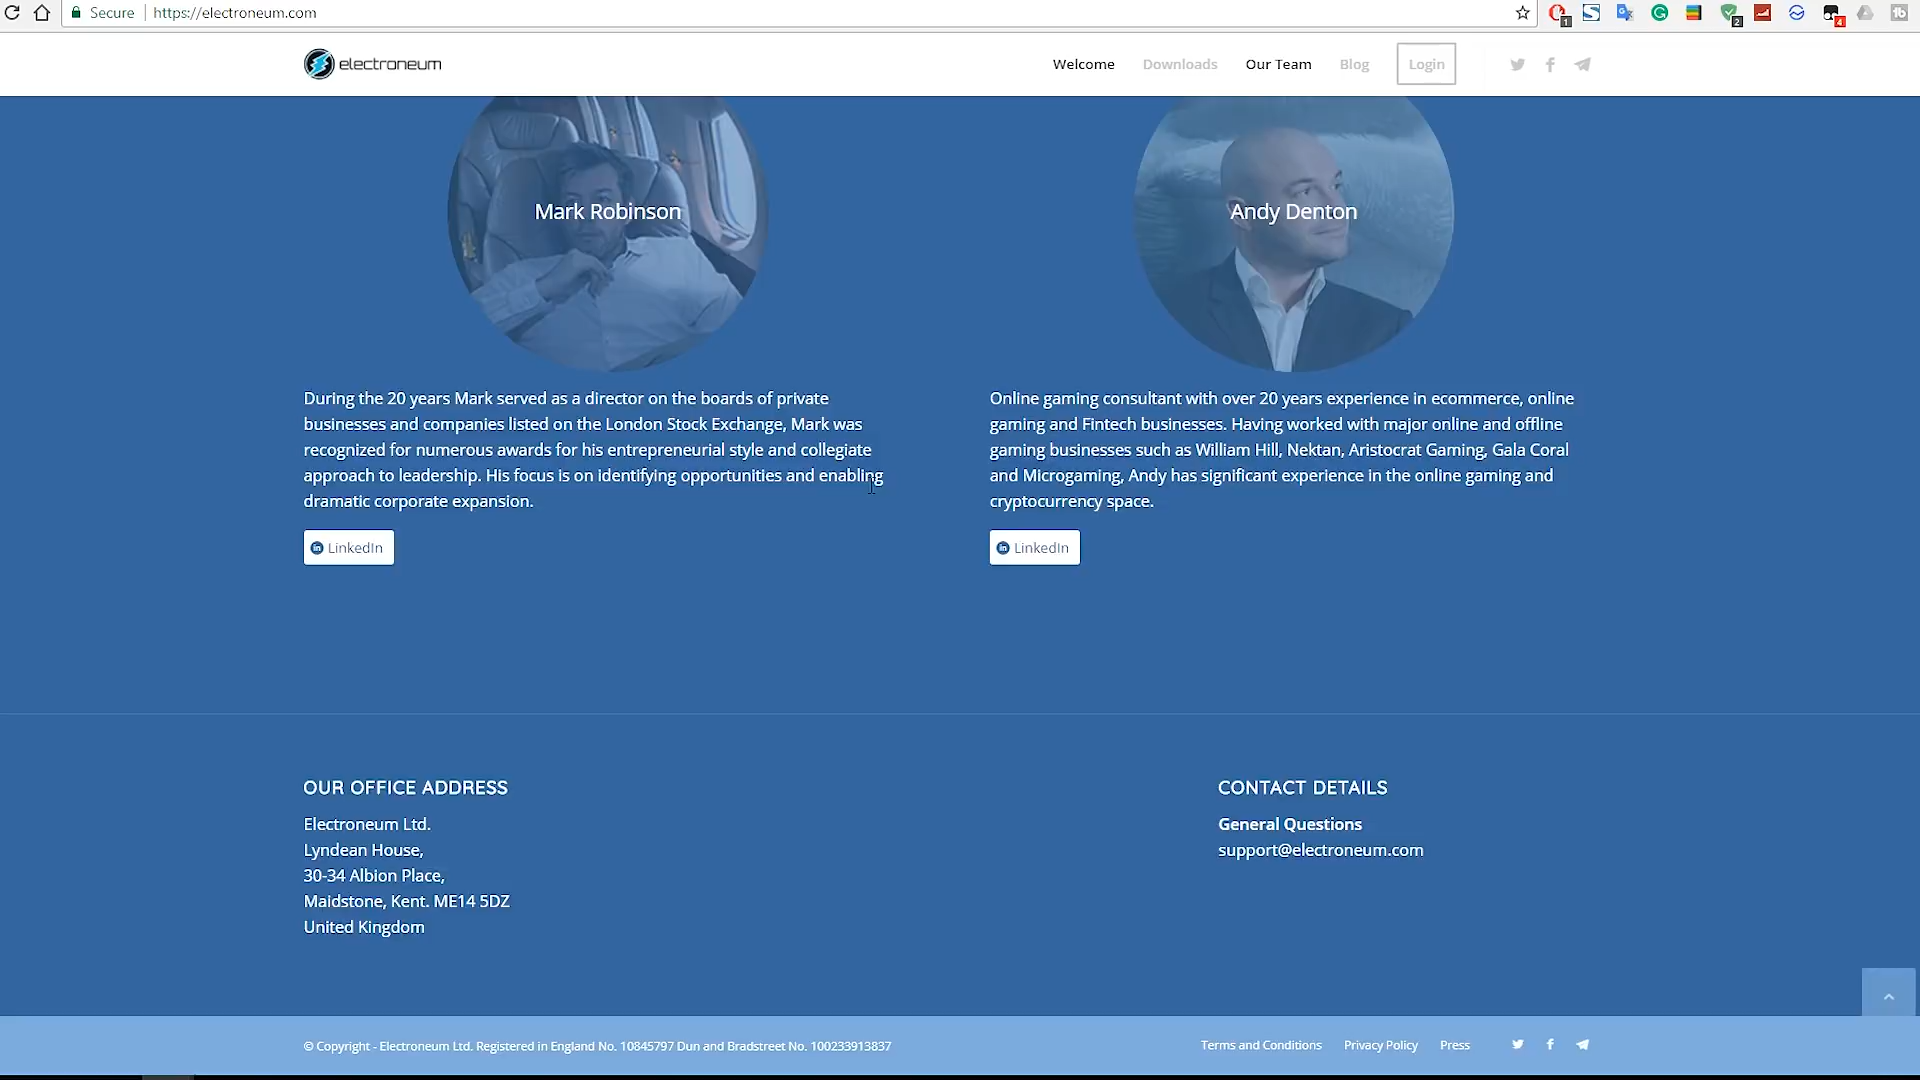 Secure https://electroneum.com
1
2
4
electroneum
Welcome Downloads Our Team Blog Login
Mark Robinson
During the 20 years Mark served as a director on the boards of private
businesses and companies listed on the London Stock Exchange, Mark was
recognized for numerous awards for his entrepreneurial style and collegiate
approach to leadership. His focus is on identifying opportunities and enabling
dramatic corporate expansion.
in LinkedIn
Andy Denton
Online gaming consultant with over 20 years experience in ecommerce, online
gaming and Fintech businesses. Having worked with major online and offline
gaming businesses such as William Hill, Nektan, Aristocrat Gaming, Gala Coral
and Microgaming, Andy has significant experience in the online gaming and
cryptocurrency space.
in LinkedIn
OUR OFFICE ADDRESS
Electroneum Ltd.
Lyndean House,
30-34 Albion Place,
Maidstone, Kent. ME14 5DZ
United Kingdom
CONTACT DETAILS
General Questions
support@electroneum.com
© Copyright - Electroneum Ltd. Registered in England No. 10845797 Dun and Bradstreet No. 100233913837
Terms and Conditions Privacy Policy Press